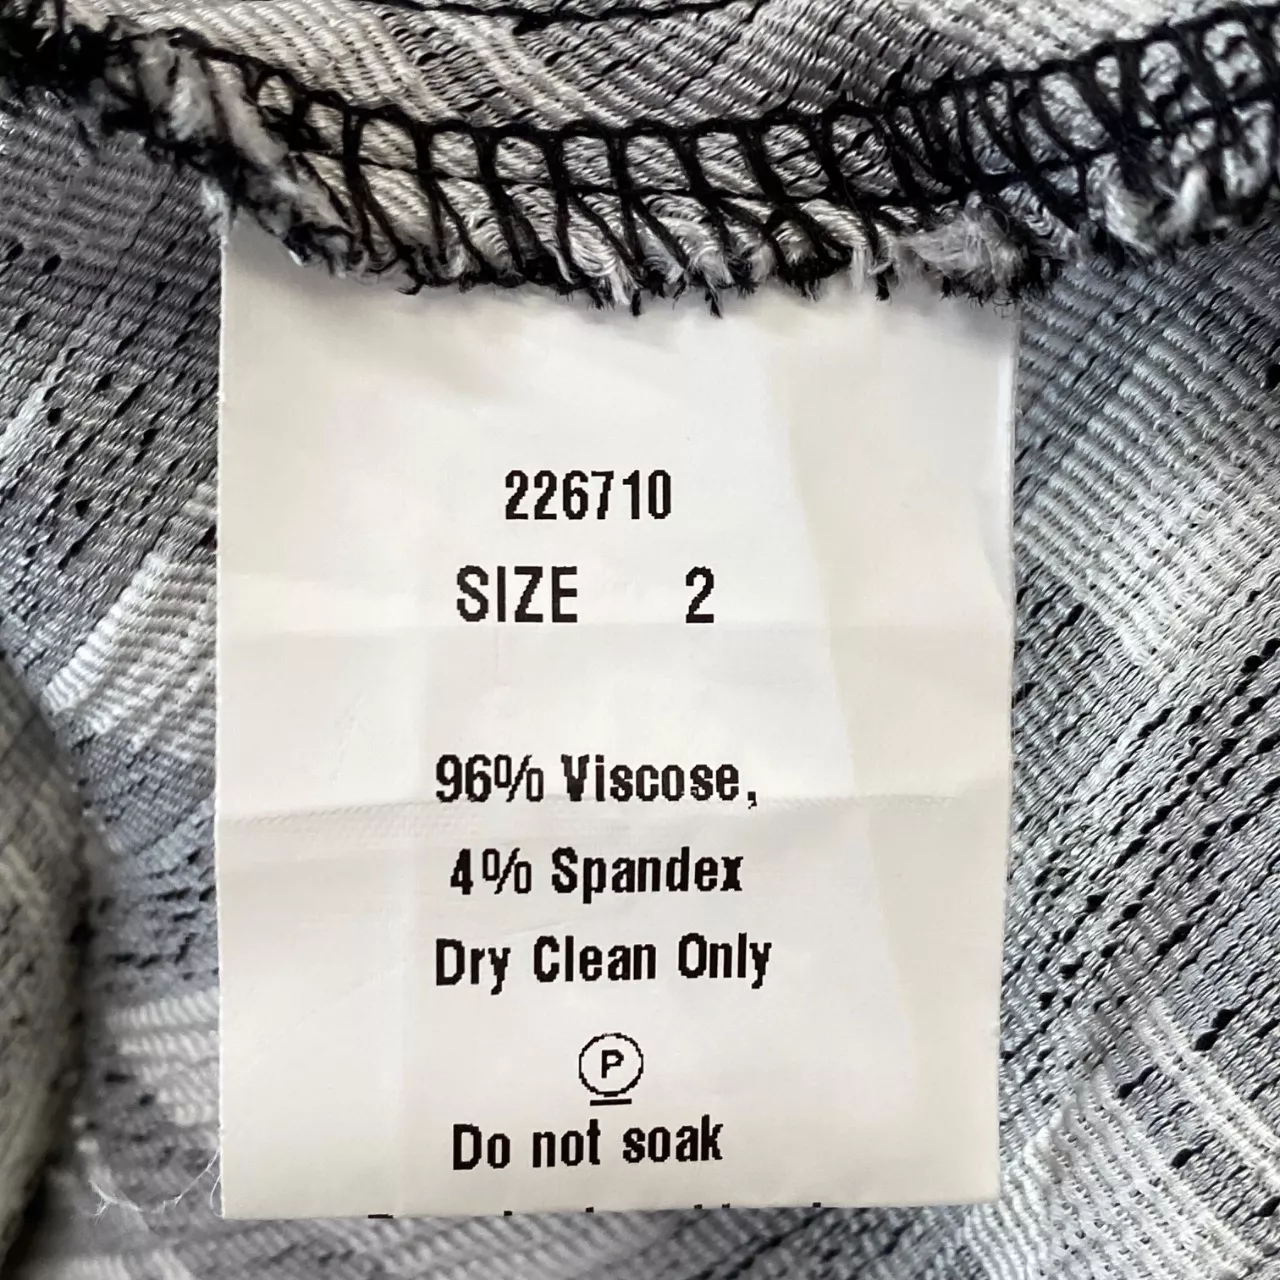 226710
SIZE 2
96% Viscose,
4% Spandex
Dry Clean Only
P
Do not soak